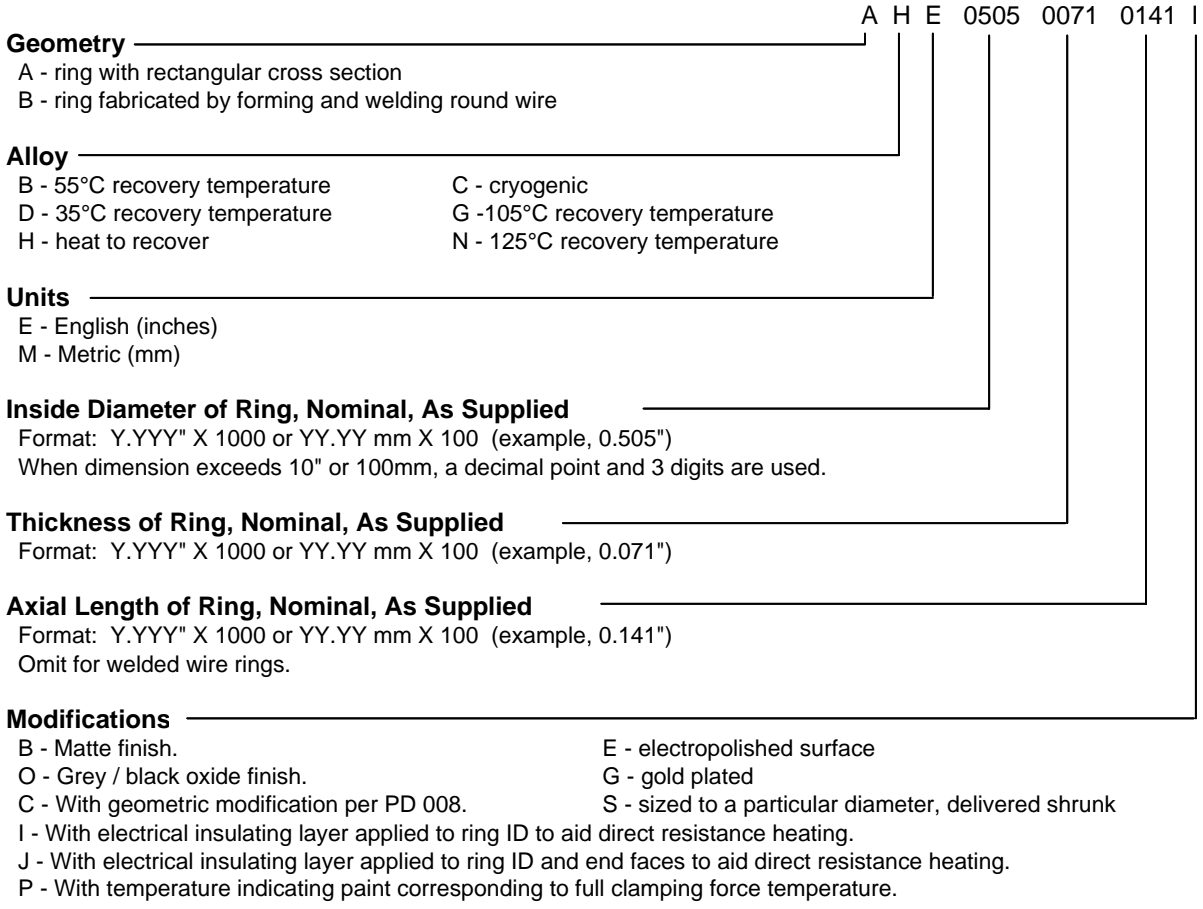 A H E 0505 0071 0141 I
Geometry
A - ring with rectangular cross section
B - ring fabricated by forming and welding round wire
Alloy
B - 55°C recovery temperature C - cryogenic
D - 35°C recovery temperature G -105°C recovery temperature
H - heat to recover N - 125°C recovery temperature
Units
E - English (inches)
M - Metric (mm)
Inside Diameter of Ring, Nominal, As Supplied
Format: Y.YYY" X 1000 or YY.YY mm X 100 (example, 0.505")
When dimension exceeds 10" or 100mm, a decimal point and 3 digits are used.
Thickness of Ring, Nominal, As Supplied
Format: Y.YYY" X 1000 or YY.YY mm X 100 (example, 0.071")
Axial Length of Ring, Nominal, As Supplied
Format: Y.YYY" X 1000 or YY.YY mm X 100 (example, 0.141")
Omit for welded wire rings.
Modifications
B - Matte finish. E - electropolished surface
O - Grey / black oxide finish. G - gold plated
C - With geometric modification per PD 008. S - sized to a particular diameter, delivered shrunk
I - With electrical insulating layer applied to ring ID to aid direct resistance heating.
J - With electrical insulating layer applied to ring ID and end faces to aid direct resistance heating.
P - With temperature indicating paint corresponding to full clamping force temperature.